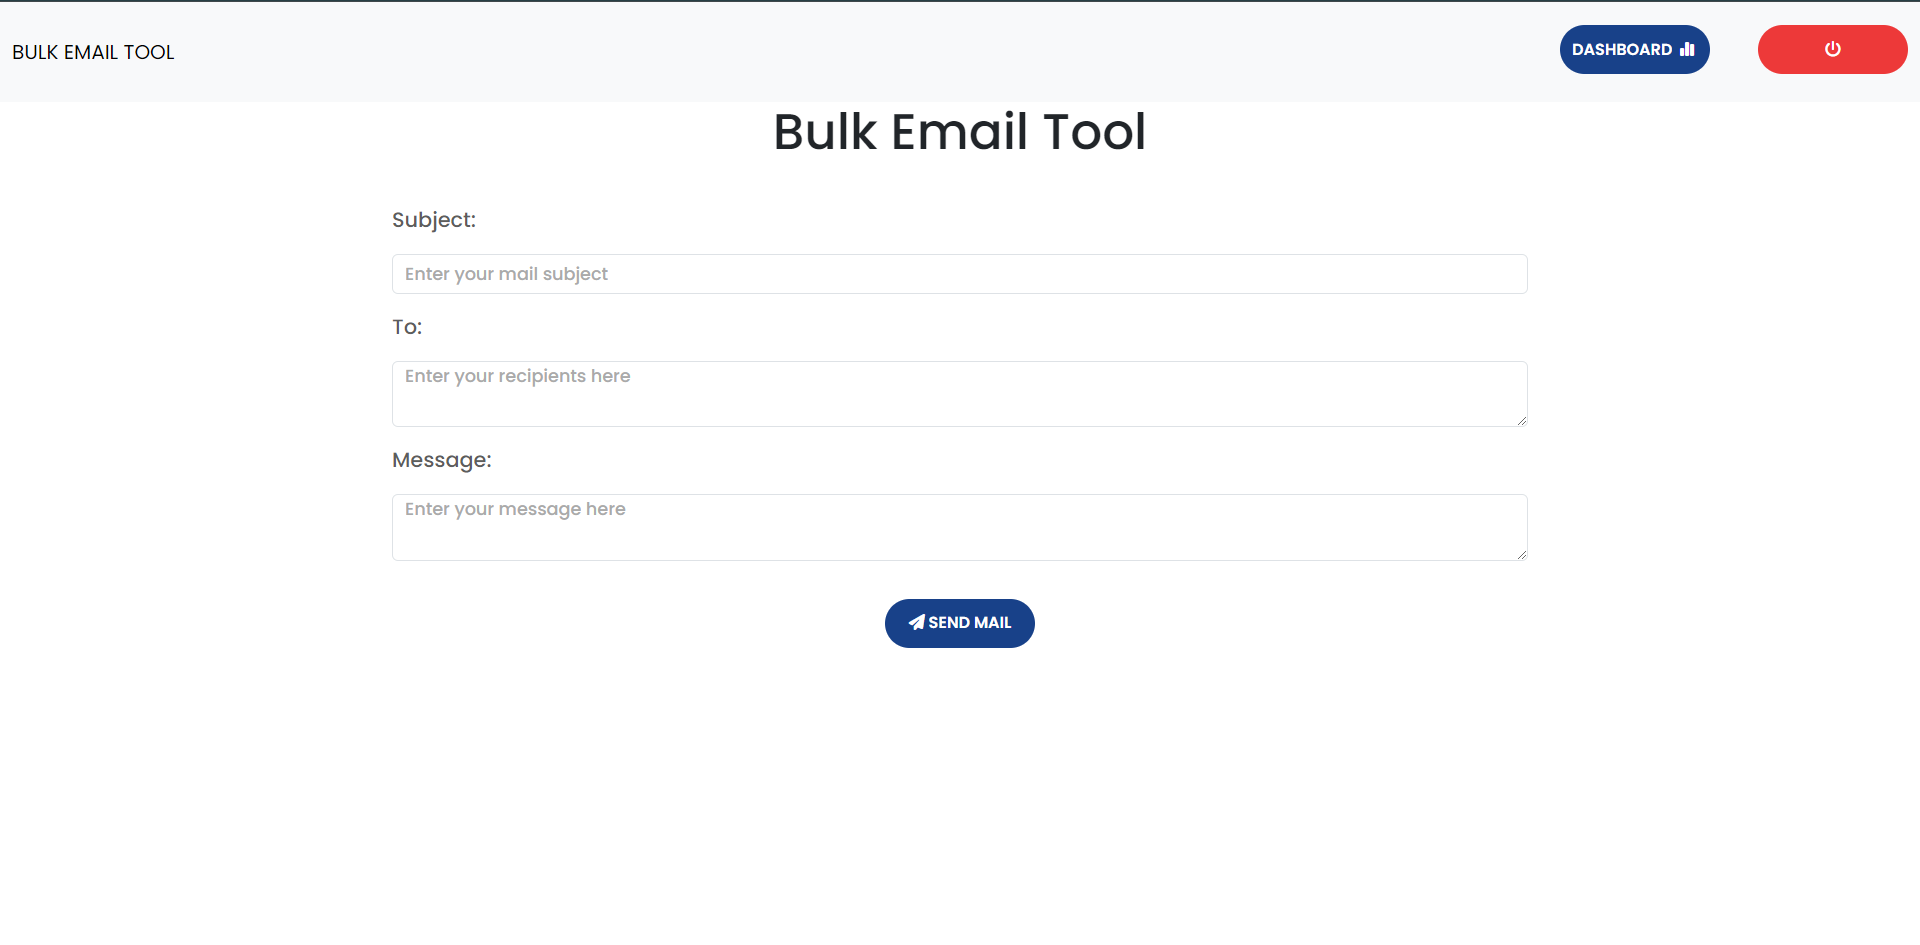 BULK EMAIL TOOL
DASHBOARD
Bulk Email Tool
Subject:
Enter your mail subject
To:
Enter your recipients here
Message:
Enter your message here
SEND MAIL